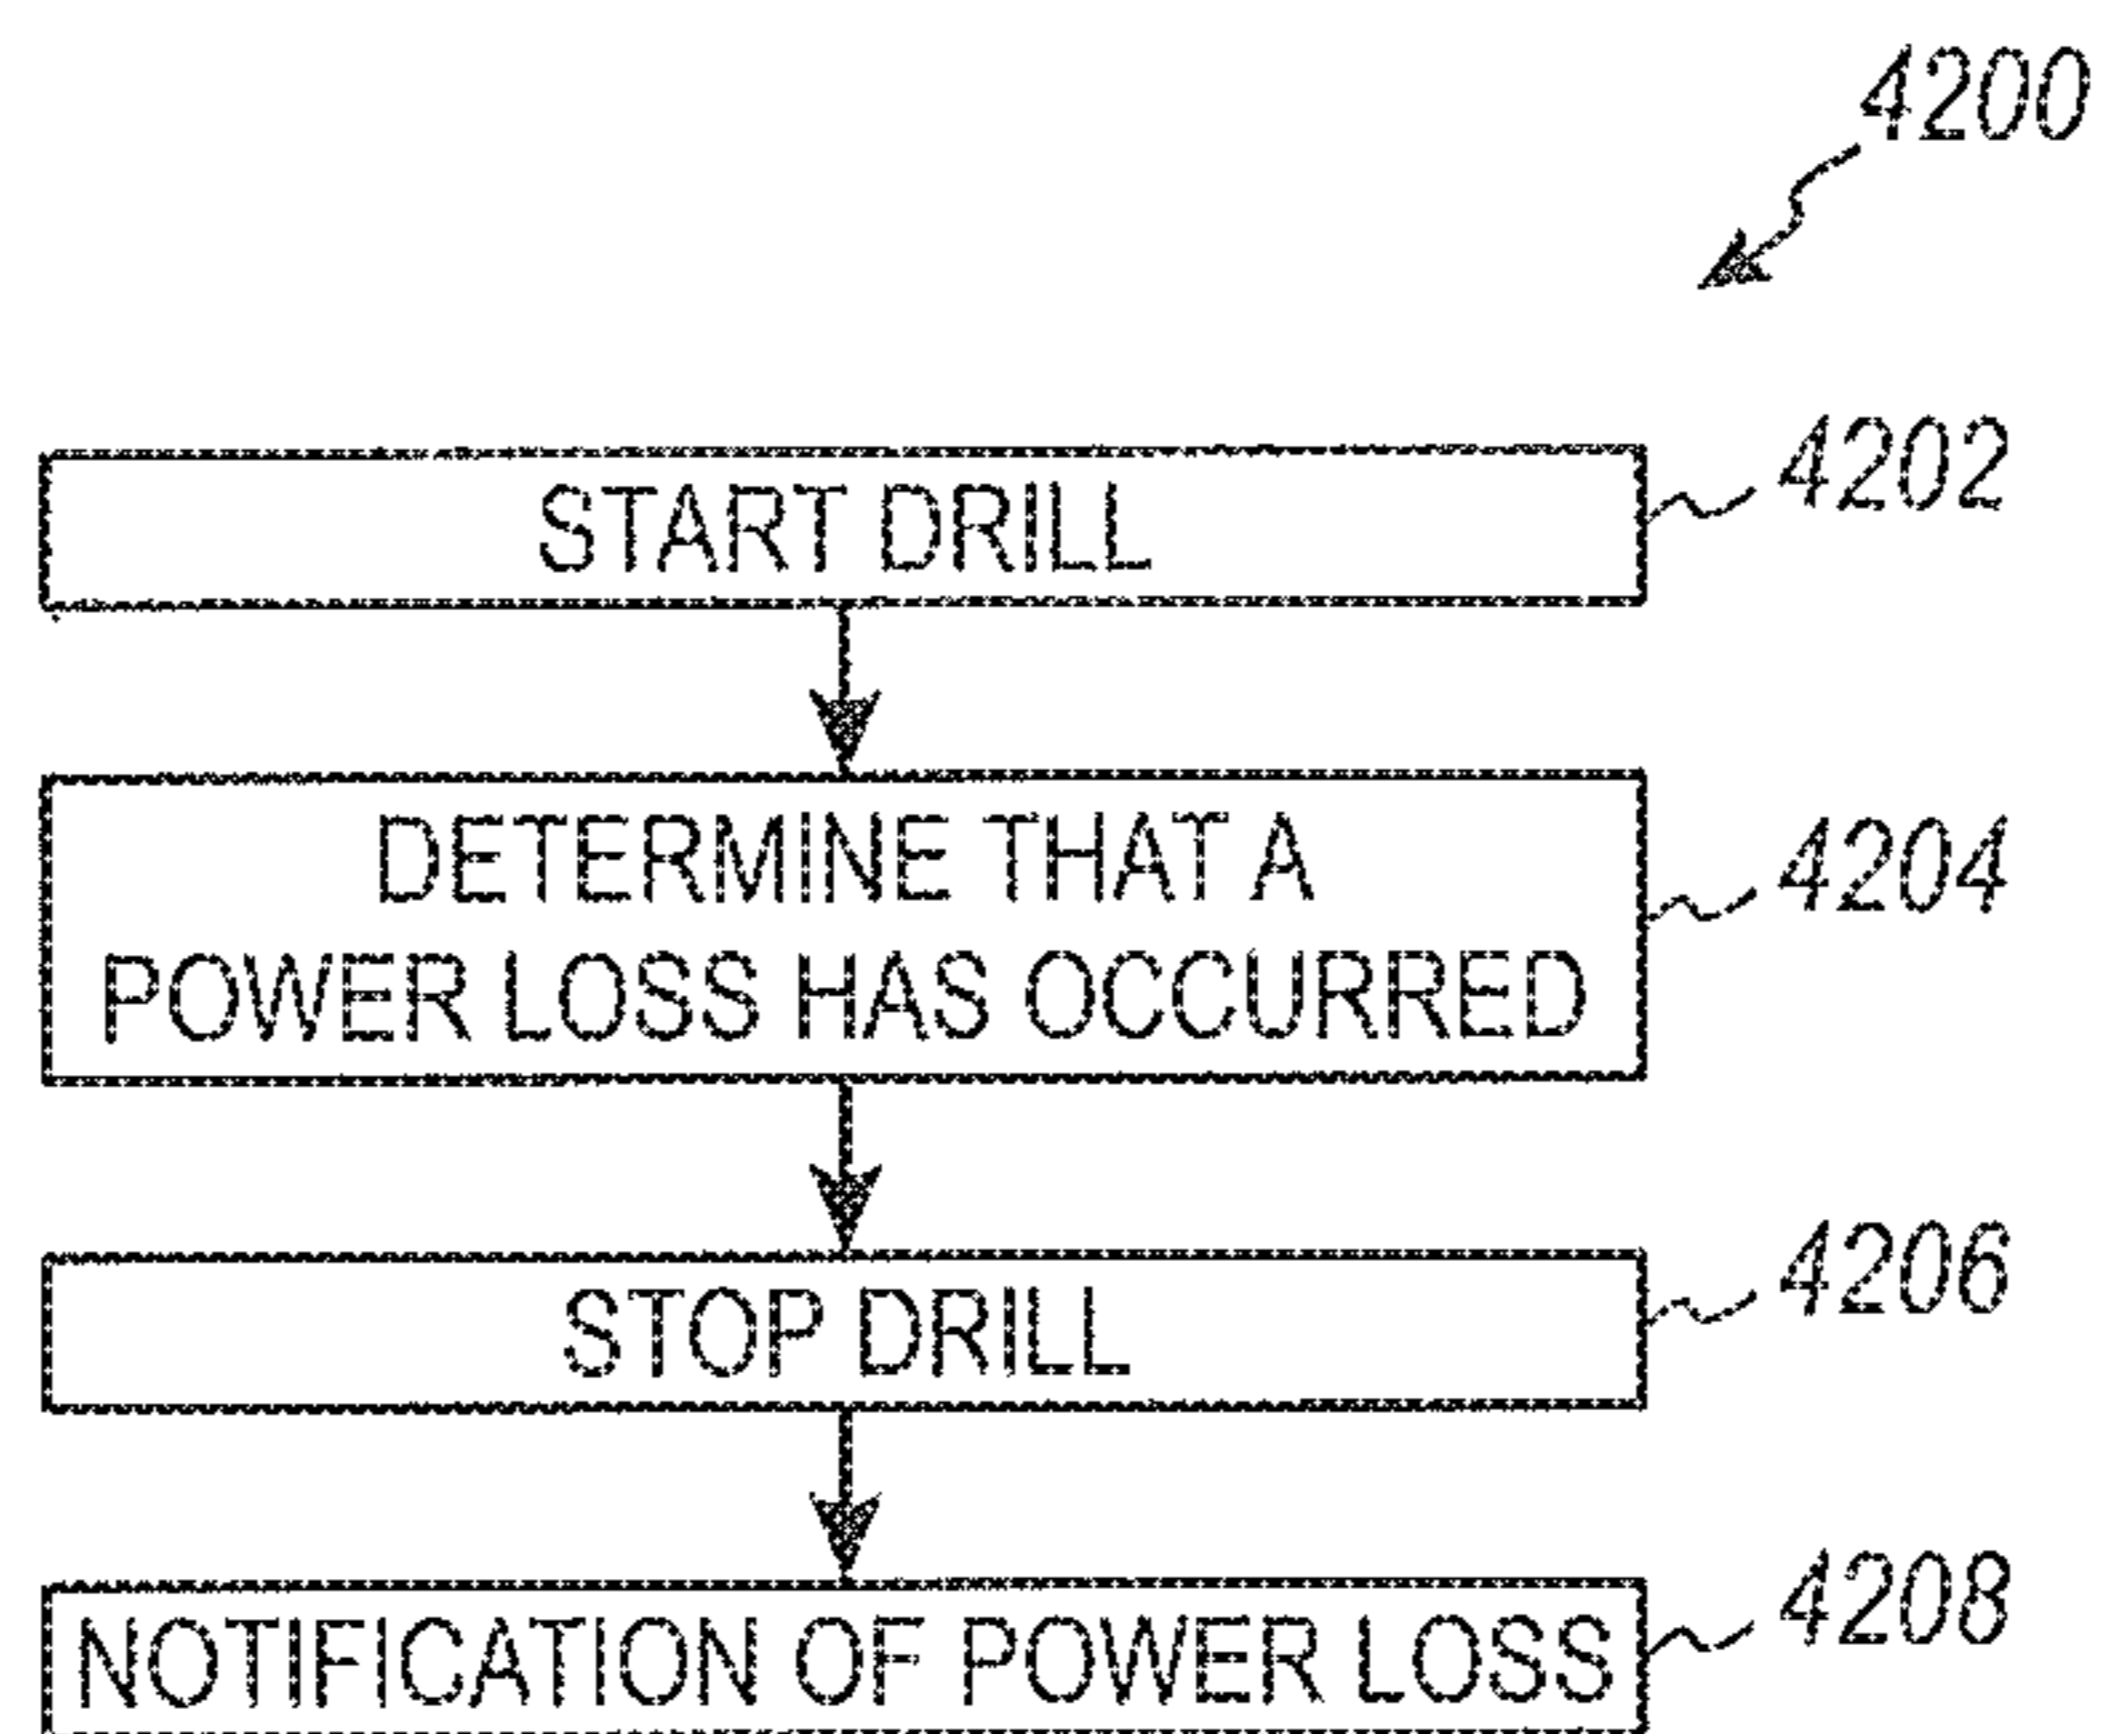 4200
START DRILL
4202
DETERMINE THAT A
POWER LOSS HAS OCCURRED
4204
STOP DRILL
4206
NOTIFICATION OF POWER LOSS
4208